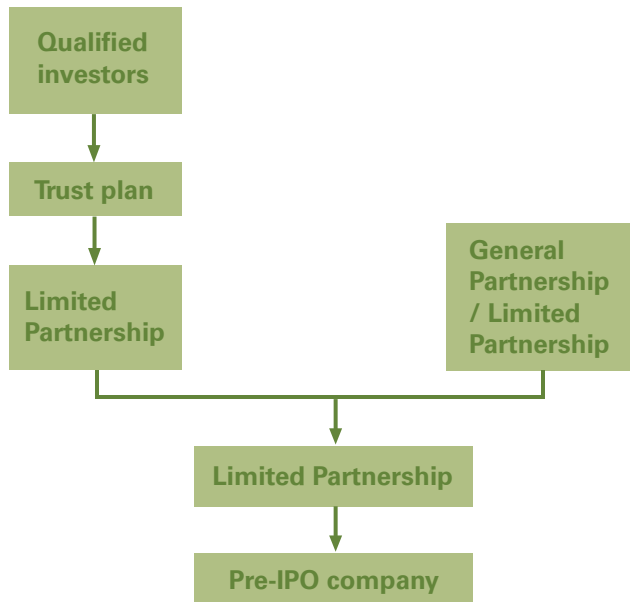 Qualified
investors
Trust plan
Limited
Partnership
General
Partnership
/ Limited
Partnership
Limited Partnership
Pre-IPO company